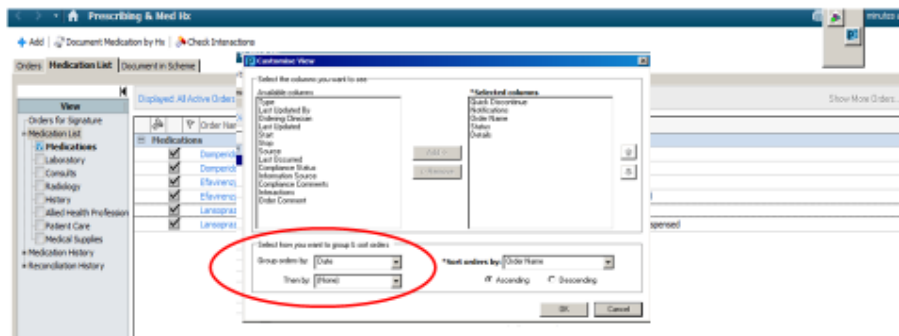 Prescribing & Med Hx
minutes
Add
Document Medication by Hx
Check Interactions
Orders
Medication List
Document in Scheme
View
Orders for Signature
Medication List
Medications
Laboratory
Consults
Radiology
History
Allied Health Profession
Patient Care
Medical Supplies
Medication History
Reconciliation History
Displayed: All Active Orders
Show More Orders...
Order Nam
Medications
Domperid
Domperid
Efavirenz
Efavirenz
Lansopraz
Lansopraz
Customise View
Select the columns you want to see
Available columns
Type
Last Updated By
Ordering Clinician
Last Updated
Start
Stop
Source
Last Occurred
Compliance Status
Information Source
Compliance Comments
Interactions
Order Comment
Add
Remove
*Selected columns
Quick Discontinue
Notifications
Order Name
Status
Details
Select how you want to group & sort orders
Group orders by: Date
Then by: (None)
*Sort orders by: Order Name
Ascending
Descending
OK
Cancel